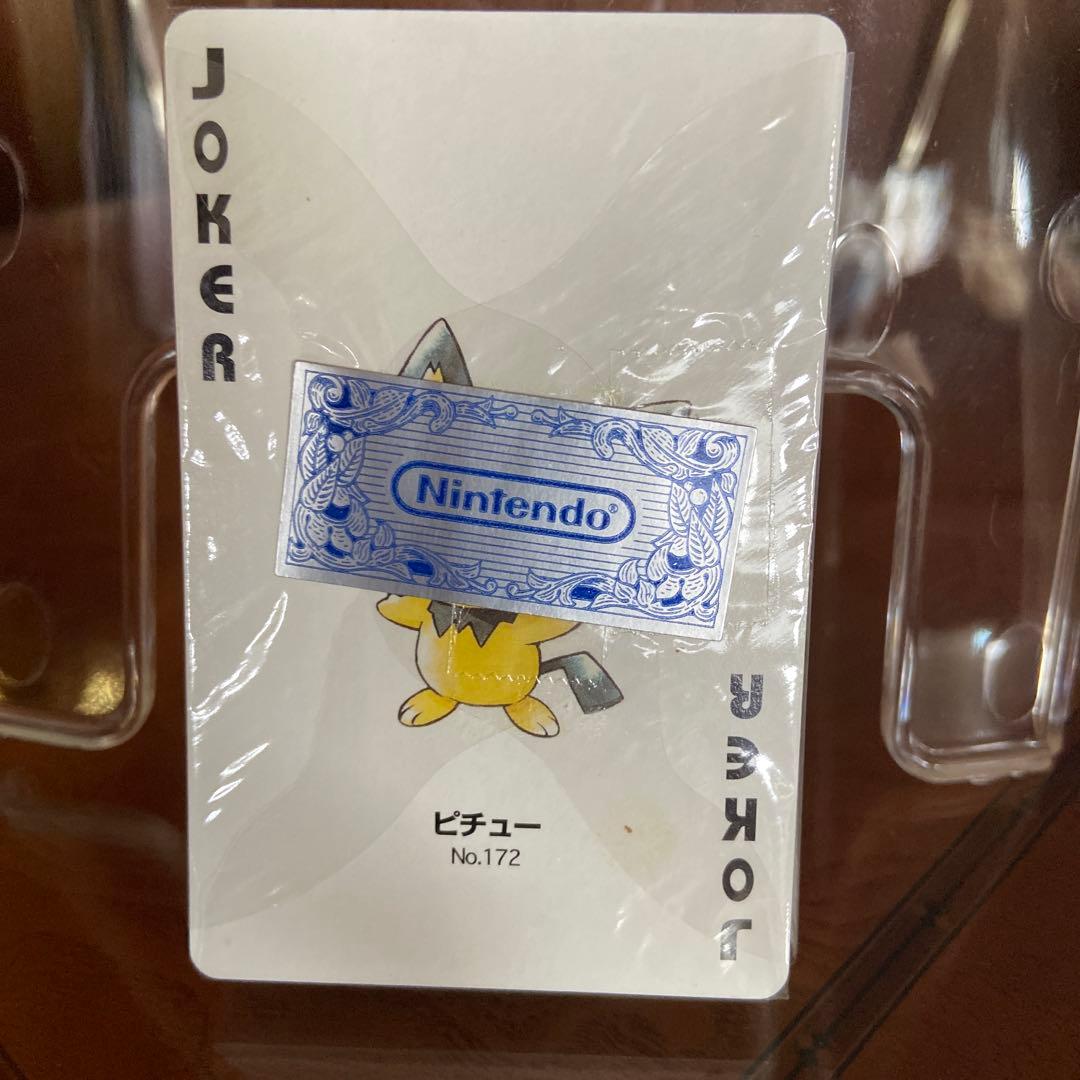 JOKER
Nintendo®
ピチュー
No.172
JOKER